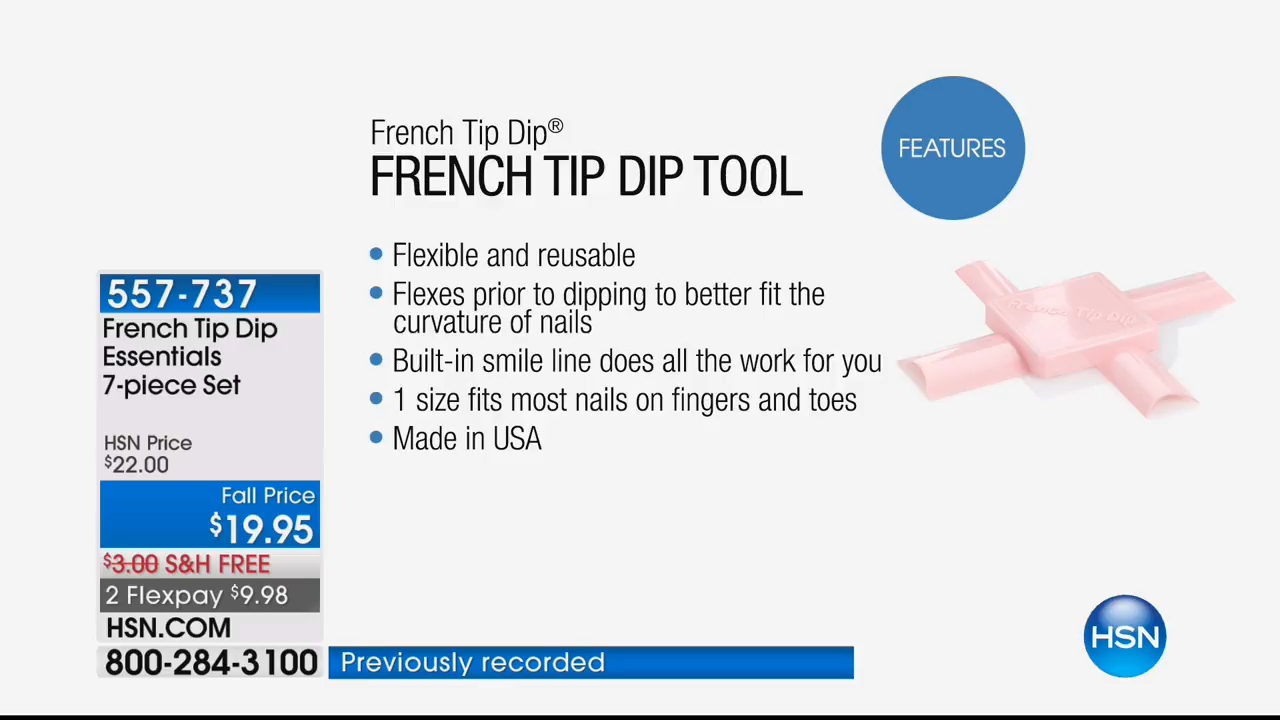 French Tip Dip®
FRENCH TIP DIP TOOL
FEATURES
• Flexible and reusable
• Flexes prior to dipping to better fit the
curvature of nails
• Built-in smile line does all the work for you
• 1 size fits most nails on fingers and toes
• Made in USA
French Tip Dip
557-737
French Tip Dip
Essentials
7-piece Set
HSN Price
$22.00
Fall Price
$19.95
$3.00 S&H FREE
2 Flexpay $9.98
HSN.COM
800-284-3100
Previously recorded
HSN